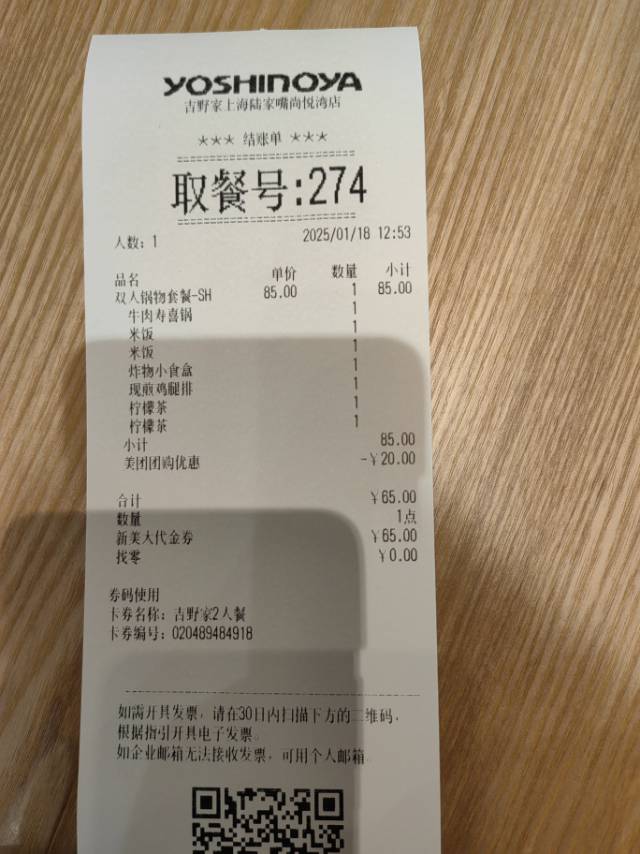 YOSHINOYA
吉野家上海陆家嘴尚悦湾店
*** 结账单 ***
取餐号:274
人数: 1 2025/01/18 12:53
品名 单价 数量 小计
双人锅物套餐-SH 85.00 1 85.00
牛肉寿喜锅 1
米饭 1
米饭 1
炸物小食盒 1
现煎鸡腿排 1
柠檬茶 1
柠檬茶 1
小计 85.00
美团团购优惠 -¥20.00
合计 ¥65.00
数量 1点
新美大代金券 ¥65.00
找零 ¥0.00
券码使用
卡券名称: 吉野家2人餐
卡券编号: 020489484918
如需开具发票, 请在30日内扫描下方的二维码,
根据指引开具电子发票。
如企业邮箱无法接收发票, 可用个人邮箱